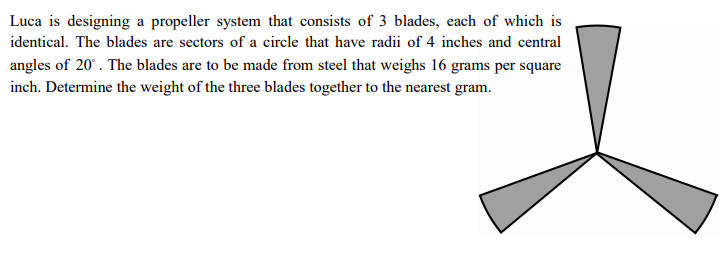 Luca is designing a propeller system that consists of 3 blades, each of which is
identical. The blades are sectors of a circle that have radii of 4 inches and central
angles of 20°. The blades are to be made from steel that weighs 16 grams per square
inch. Determine the weight of the three blades together to the nearest gram.